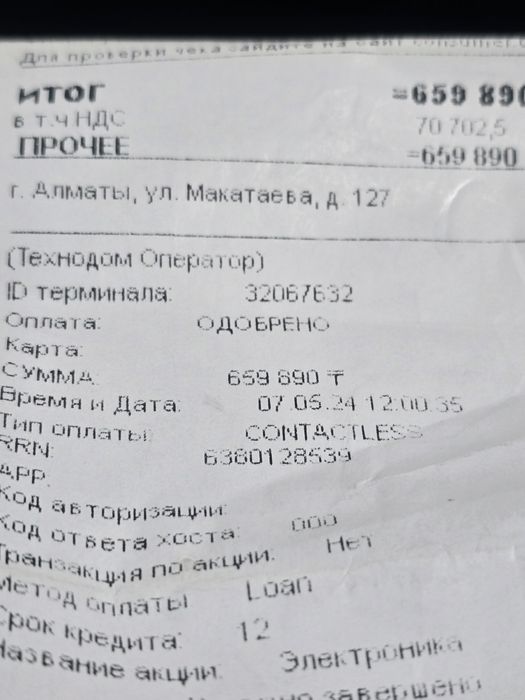 Для проверки чека зайдите на сайт consumer.
ИТОГ =659 890
в т.ч НДС 70 702,5
ПРОЧЕЕ =659 890
г. Алматы, ул. Макатаева, д. 127
(Технодом Оператор)
ID терминала: 32067632
Оплата: ОДОБРЕНО
Карта:
СУММА: 659 890 ₸
Время и Дата: 07.05.24 12:00:35
Тип оплаты: CONTACTLESS
RRN: 6380128539
APP:
Код авторизации:
Код ответа хоста: 000
Транзакция по акции: Нет
Метод оплаты Loan
Срок кредита: 12
Название акции: Электроника
завершено